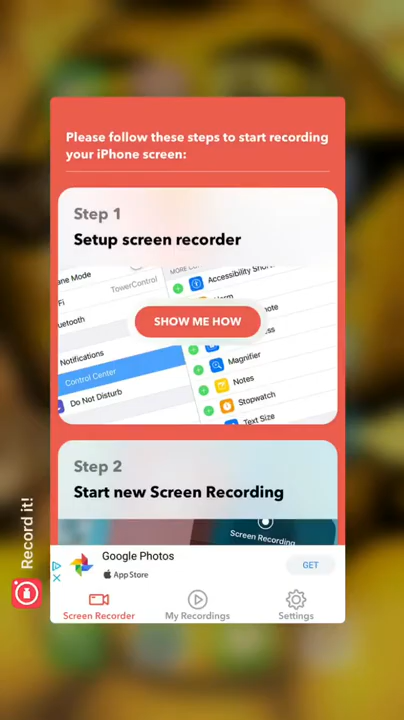 Please follow these steps to start recording
your iPhone screen:
Step 1
Setup screen recorder
ane Mode
TowerControl
Fi
uetooth
Notifications
Control Center
Do Not Disturb
MORE
Accessibility Shor
SHOW ME HOW
Magnifier
Notes
Stopwatch
Text Size
Step 2
Start new Screen Recording
Screen Recording
Google Photos
App Store
GET
Screen Recorder
My Recordings
Settings
Record it!